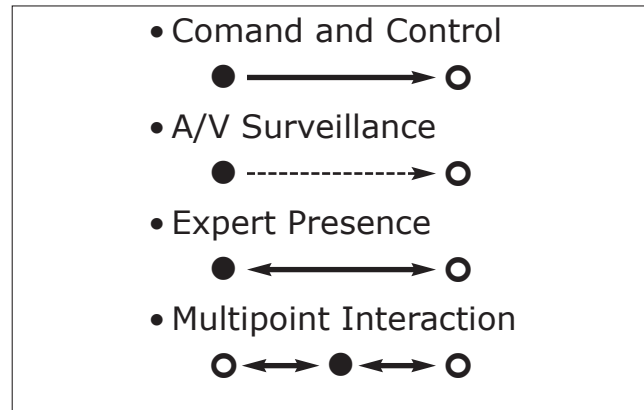 • Comand and Control
• A/V Surveillance
• Expert Presence
• Multipoint Interaction